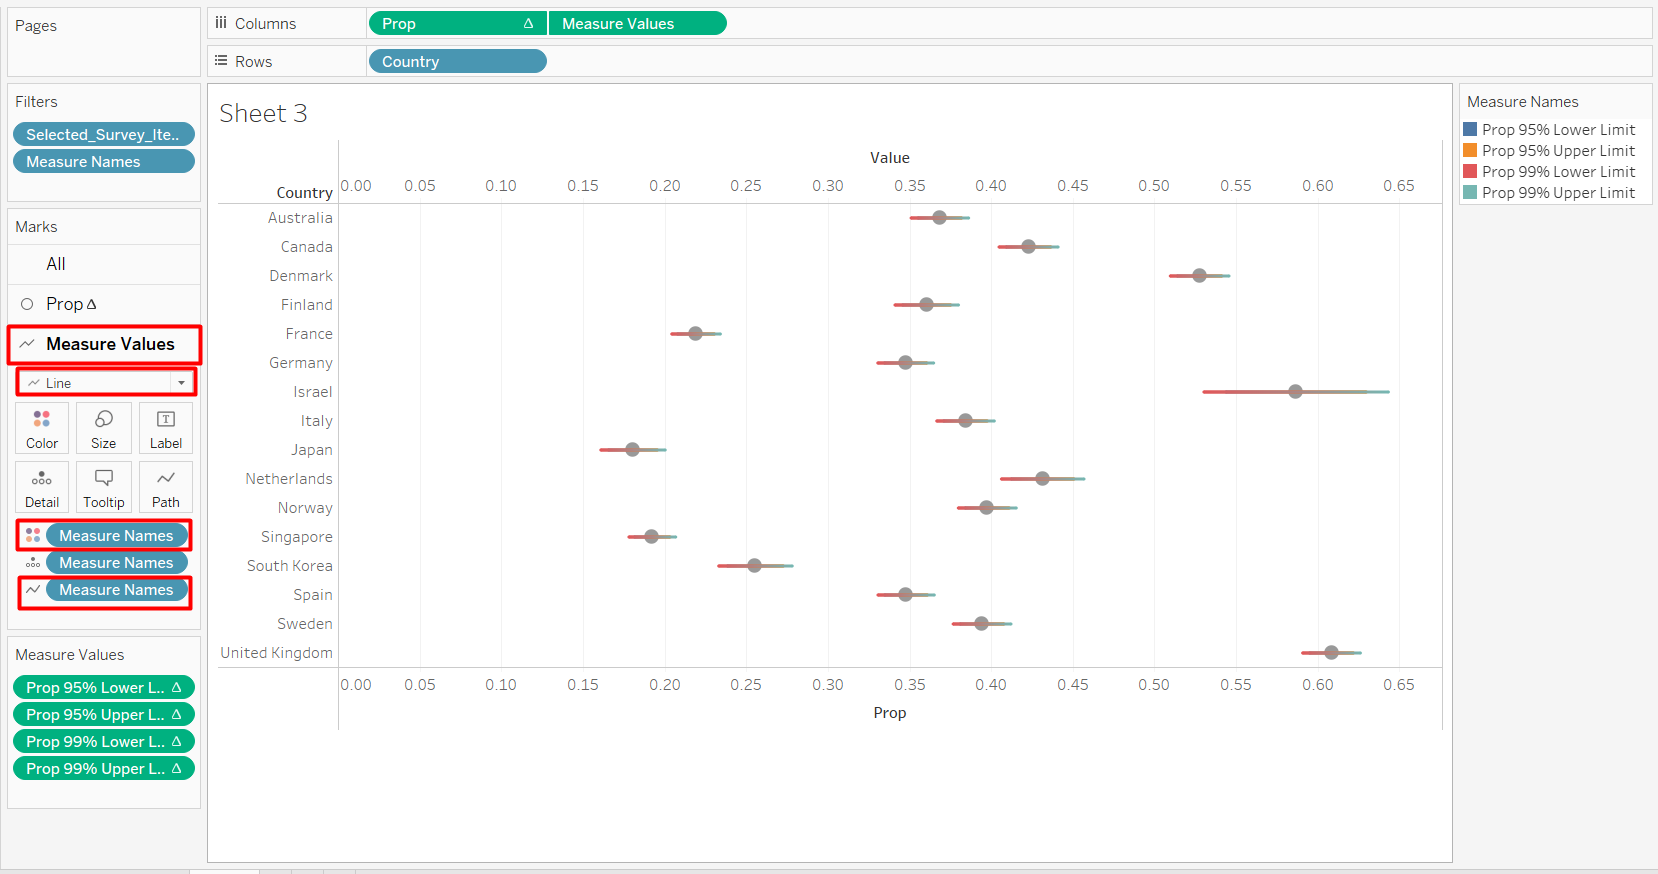 Pages
Columns
Prop Δ
Measure Values
Rows
Country
Filters
Selected_Survey_Ite..
Measure Names
Marks
All
Prop Δ
Measure Values
Line
Color
Size
Label
Detail
Tooltip
Path
Measure Names
Measure Names
Measure Names
Measure Values
Prop 95% Lower L.. Δ
Prop 95% Upper L.. Δ
Prop 99% Lower L.. Δ
Prop 99% Upper L.. Δ
Sheet 3
Value
Country
0.00 0.05 0.10 0.15 0.20 0.25 0.30 0.35 0.40 0.45 0.50 0.55 0.60 0.65
Australia
Canada
Denmark
Finland
France
Germany
Israel
Italy
Japan
Netherlands
Norway
Singapore
South Korea
Spain
Sweden
United Kingdom
0.00 0.05 0.10 0.15 0.20 0.25 0.30 0.35 0.40 0.45 0.50 0.55 0.60 0.65
Prop
Measure Names
Prop 95% Lower Limit
Prop 95% Upper Limit
Prop 99% Lower Limit
Prop 99% Upper Limit